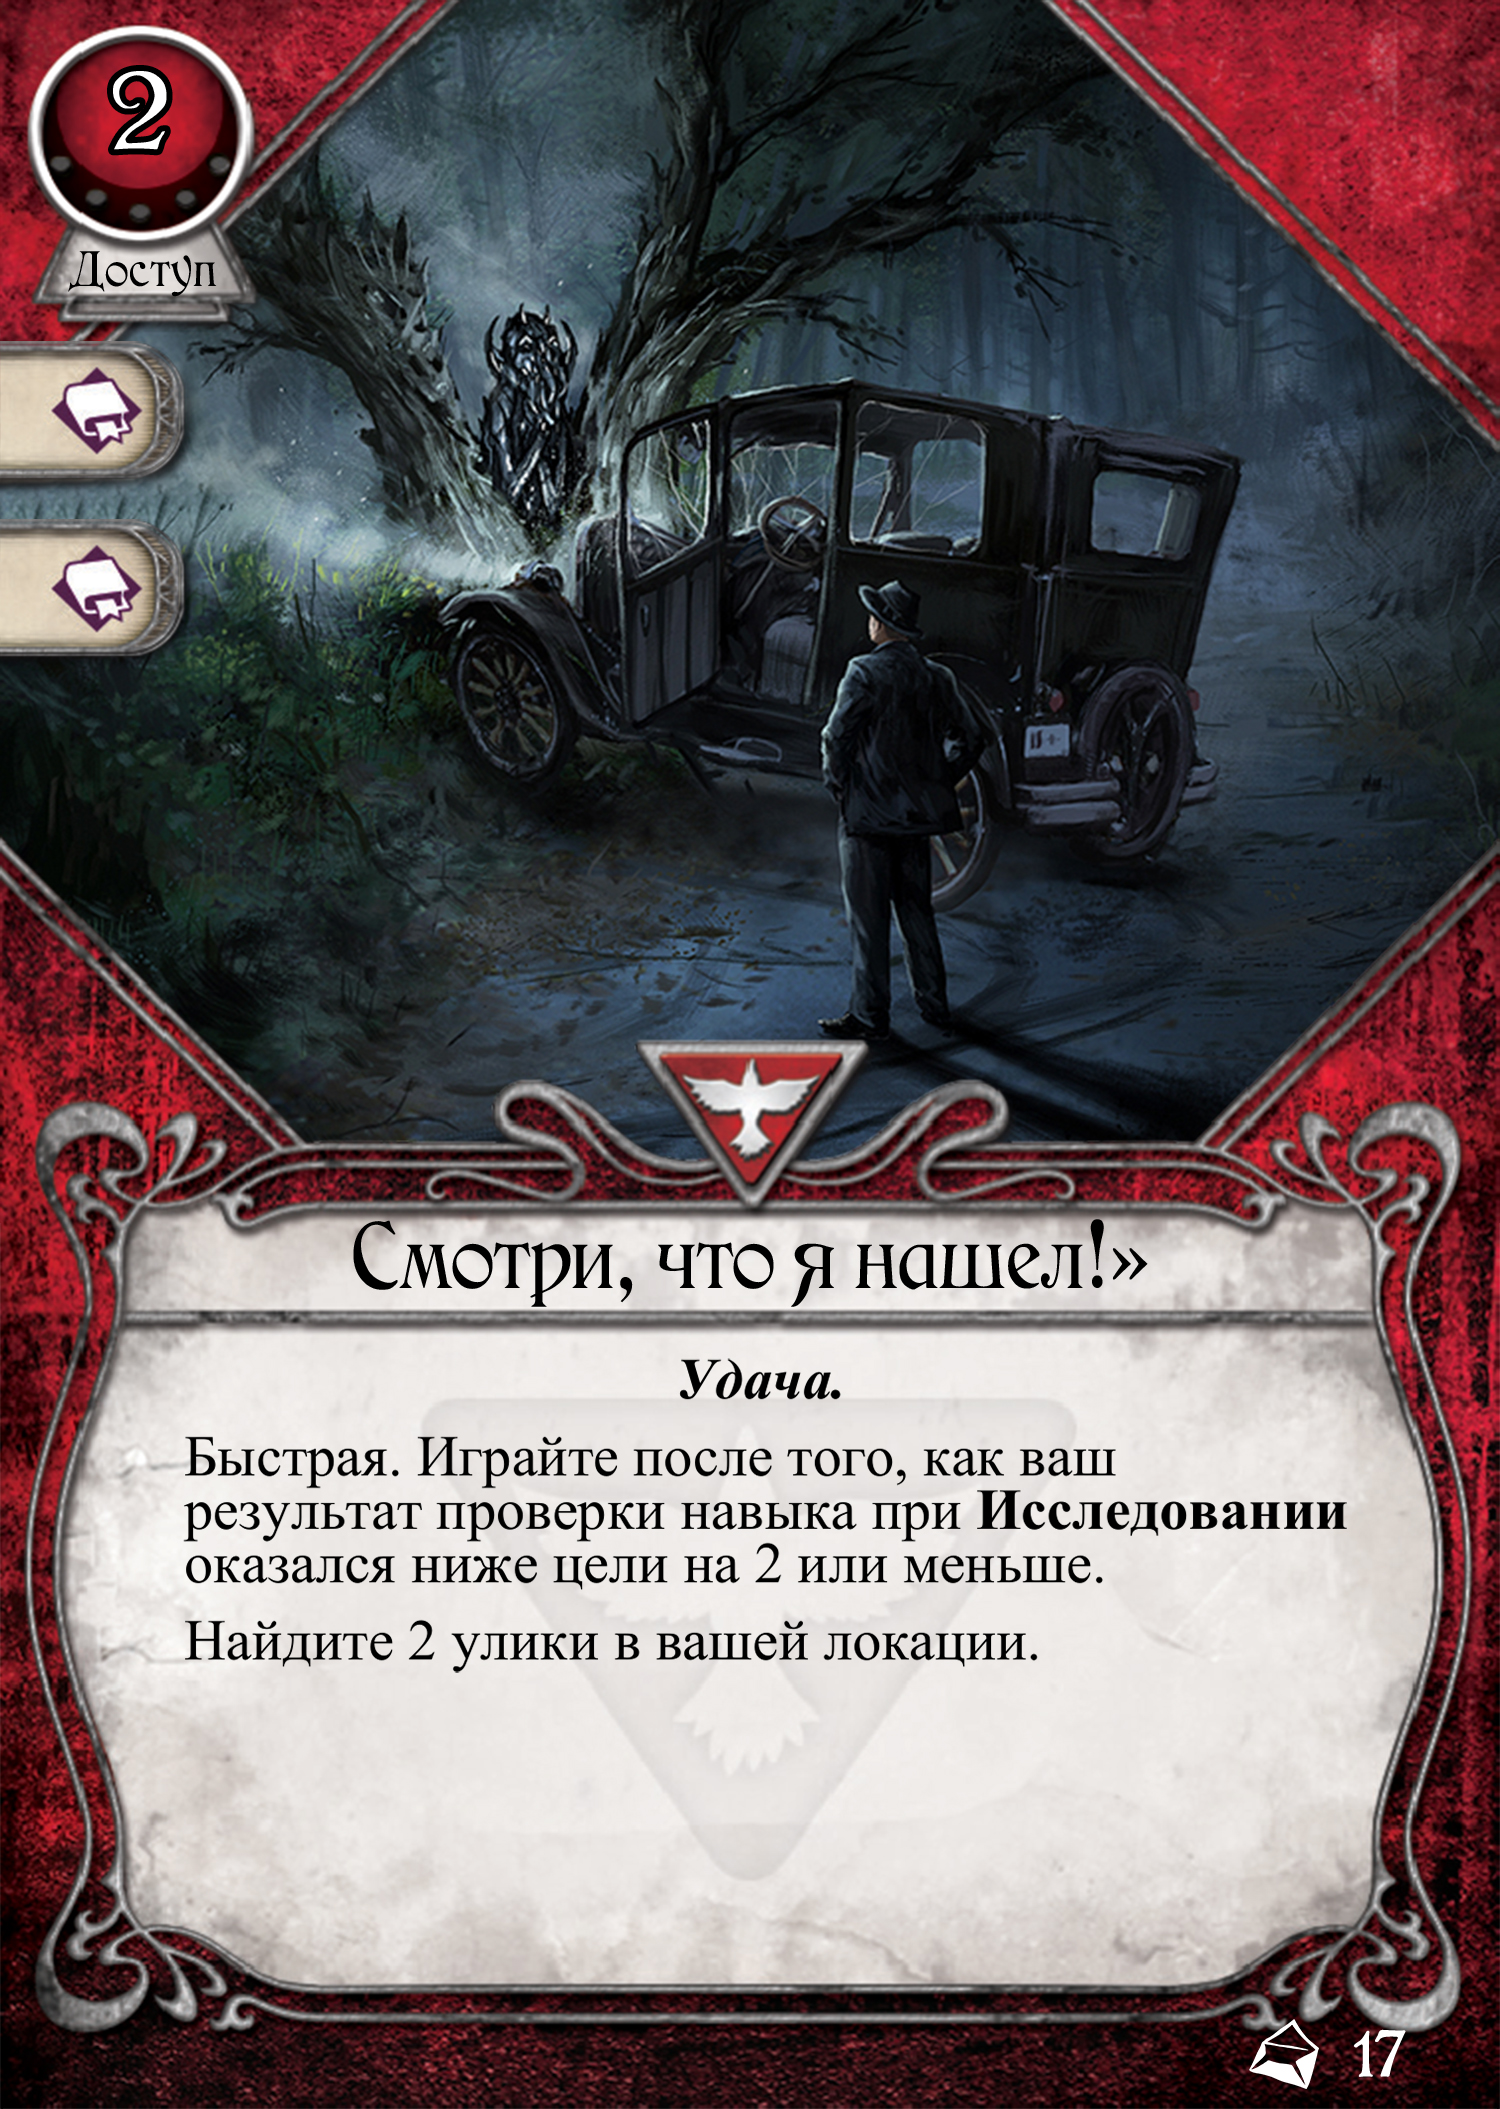 2
Доступ
Смотри, что я нашел!»
Удача.
Быстрая. Играйте после того, как ваш
результат проверки навыка при Исследовании
оказался ниже цели на 2 или меньше.
Найдите 2 улики в вашей локации.
17